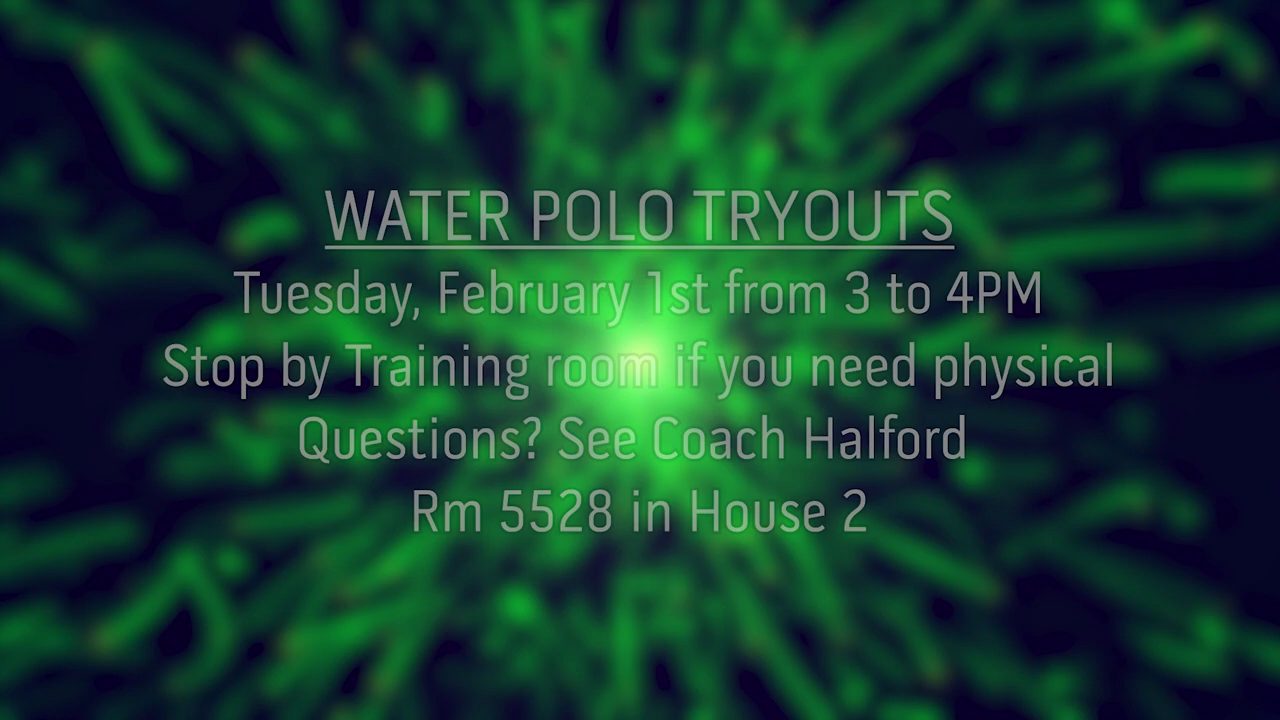 WATER POLO TRYOUTS
Tuesday, February 1st from 3 to 4PM
Stop by Training room if you need physical
Questions? See Coach Halford
Rm 5528 in House 2